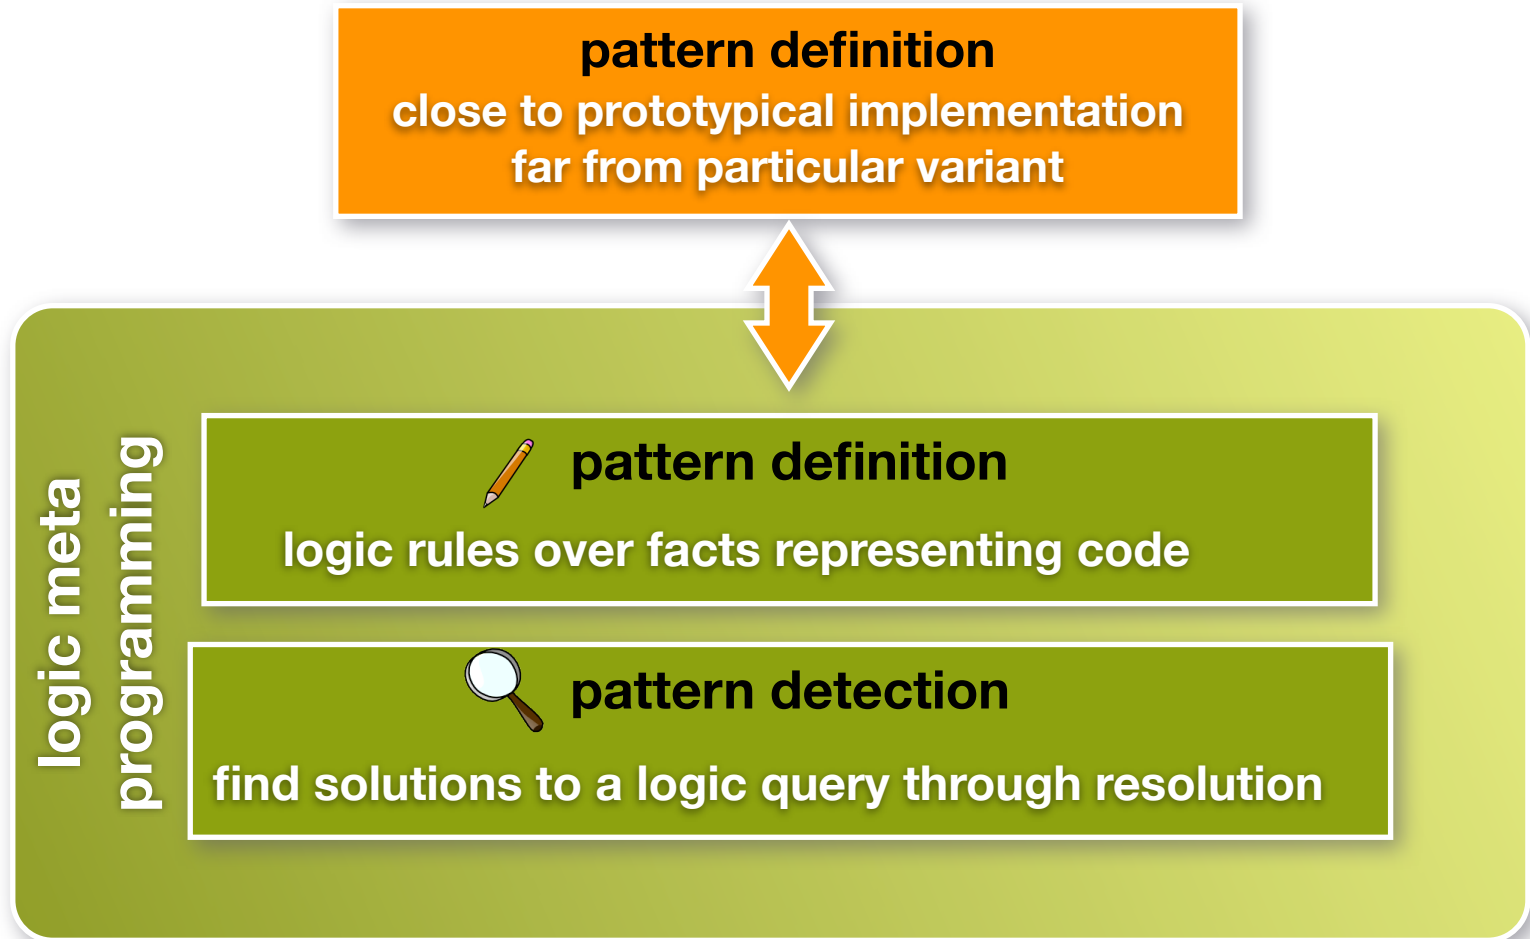 pattern definition
close to prototypical implementation
far from particular variant
logic meta
programming
pattern definition
logic rules over facts representing code
pattern detection
find solutions to a logic query through resolution